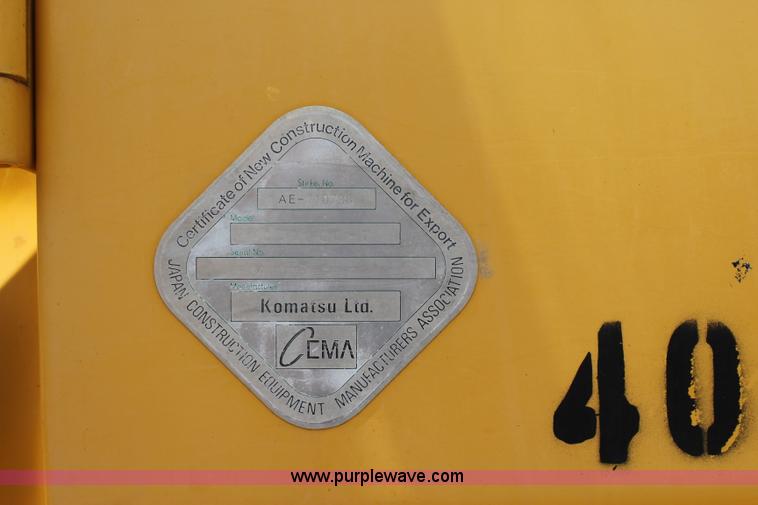 Certificate of New Construction Machine for Export
Sticker No.
AE-
Model
Serial No.
Manufacturer
Komatsu Ltd.
CEMA
JAPAN CONSTRUCTION EQUIPMENT MANUFACTURERS ASSOCIATION
40
www.purplewave.com